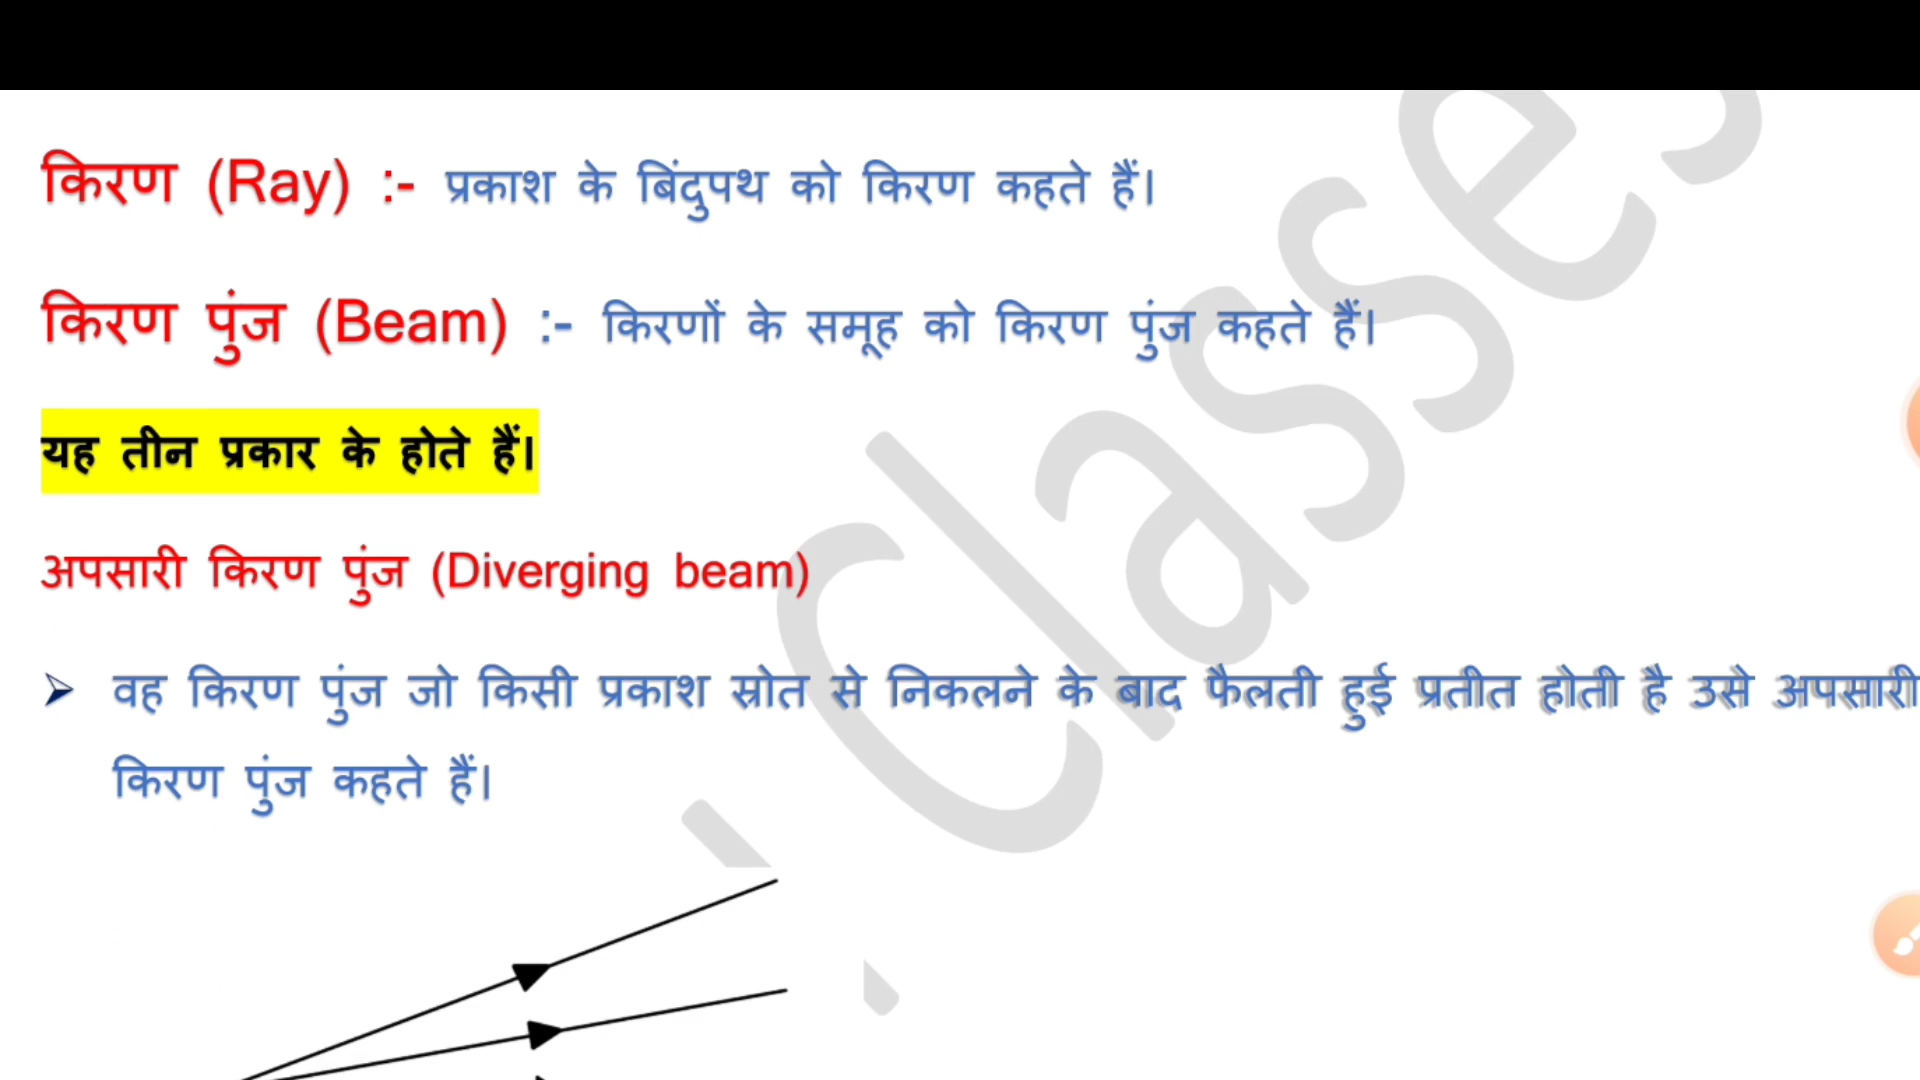 किरण (Ray) :- प्रकाश के बिंदुपथ को किरण कहते हैं।
किरण पुंज (Beam) :- किरणों के समूह को किरण पुंज कहते हैं।
यह तीन प्रकार के होते हैं।
अपसारी किरण पुंज (Diverging beam)
➢ वह किरण पुंज जो किसी प्रकाश स्रोत से निकलने के बाद फैलती हुई प्रतीत होती है उसे अपसारी
किरण पुंज कहते हैं।
Classes